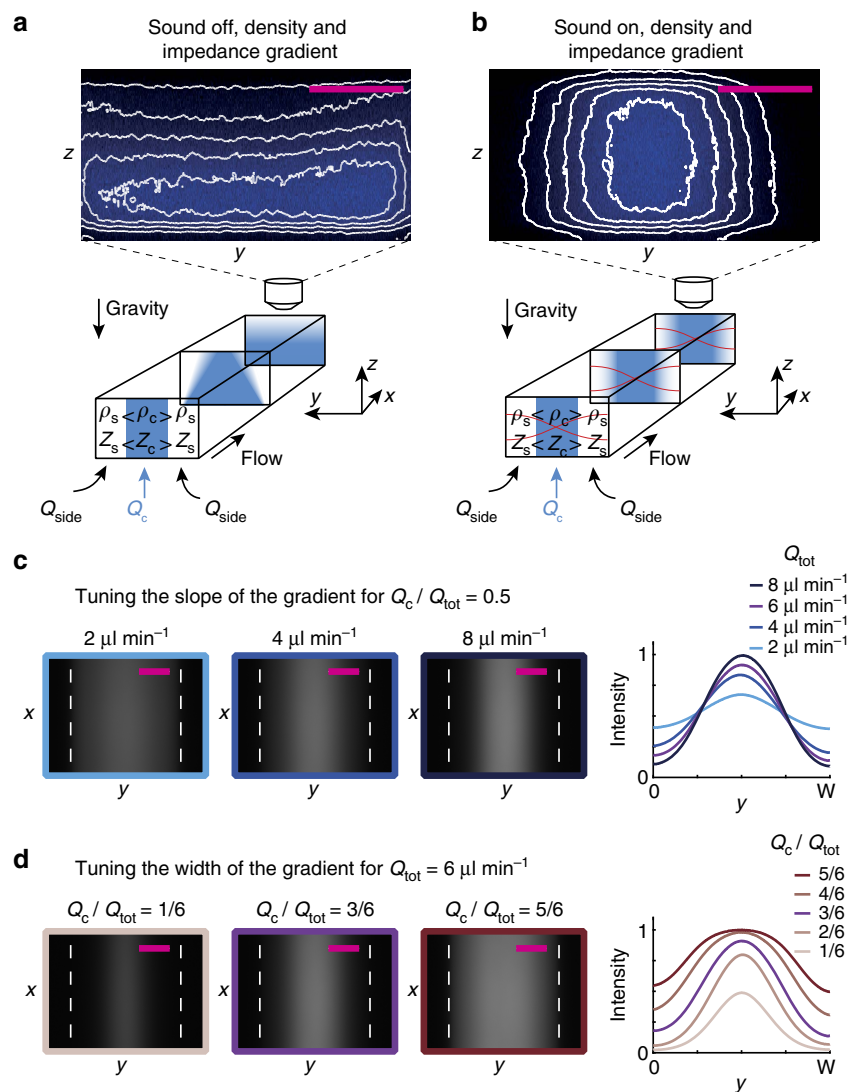 a
Sound off, density and
impedance gradient
z
y
Gravity
z
y
x
ρs < ρc > ρs
Zs < Zc > Zs
Flow
Qside
Qc
Qside
b
Sound on, density and
impedance gradient
z
y
Gravity
z
y
x
ρs < ρc > ρs
Zs < Zc > Zs
Flow
Qside
Qc
Qside
c
Tuning the slope of the gradient for Qc / Qtot = 0.5
2 μl min⁻¹
4 μl min⁻¹
8 μl min⁻¹
x
x
x
y
y
y
Qtot
8 μl min⁻¹
6 μl min⁻¹
4 μl min⁻¹
2 μl min⁻¹
1
Intensity
0
0
y
W
d
Tuning the width of the gradient for Qtot = 6 μl min⁻¹
Qc / Qtot = 1/6
Qc / Qtot = 3/6
Qc / Qtot = 5/6
x
x
x
y
y
y
Qc / Qtot
5/6
4/6
3/6
2/6
1/6
1
Intensity
0
0
y
W